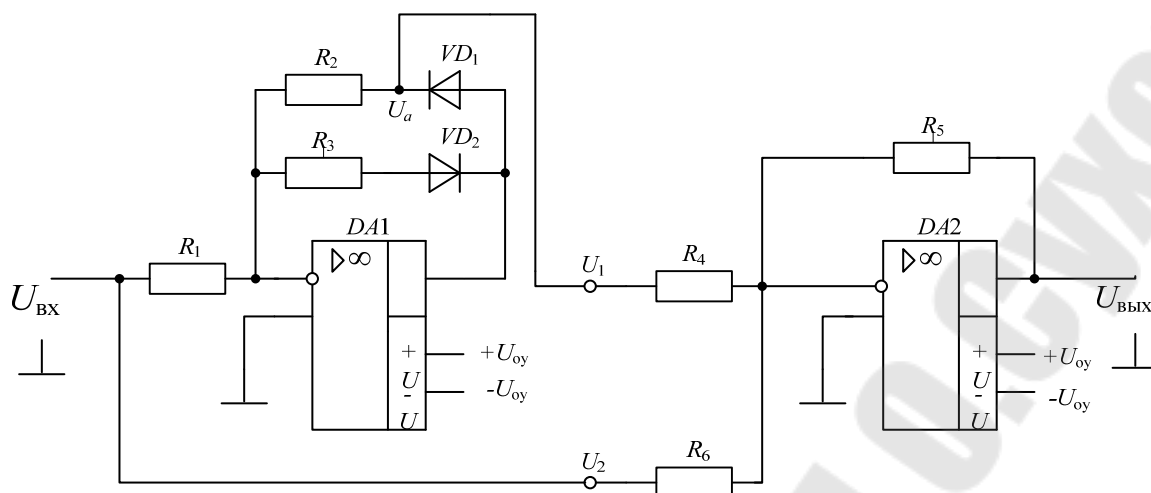 R2
VD1
Ua
R3
VD2
R5
DA1
DA2
R1
▷∞
U1
R4
▷∞
Uвх
Uвых
+
U
-
U
+Uоу
-Uоу
+
U
-
U
+Uоу
-Uоу
U2
R6